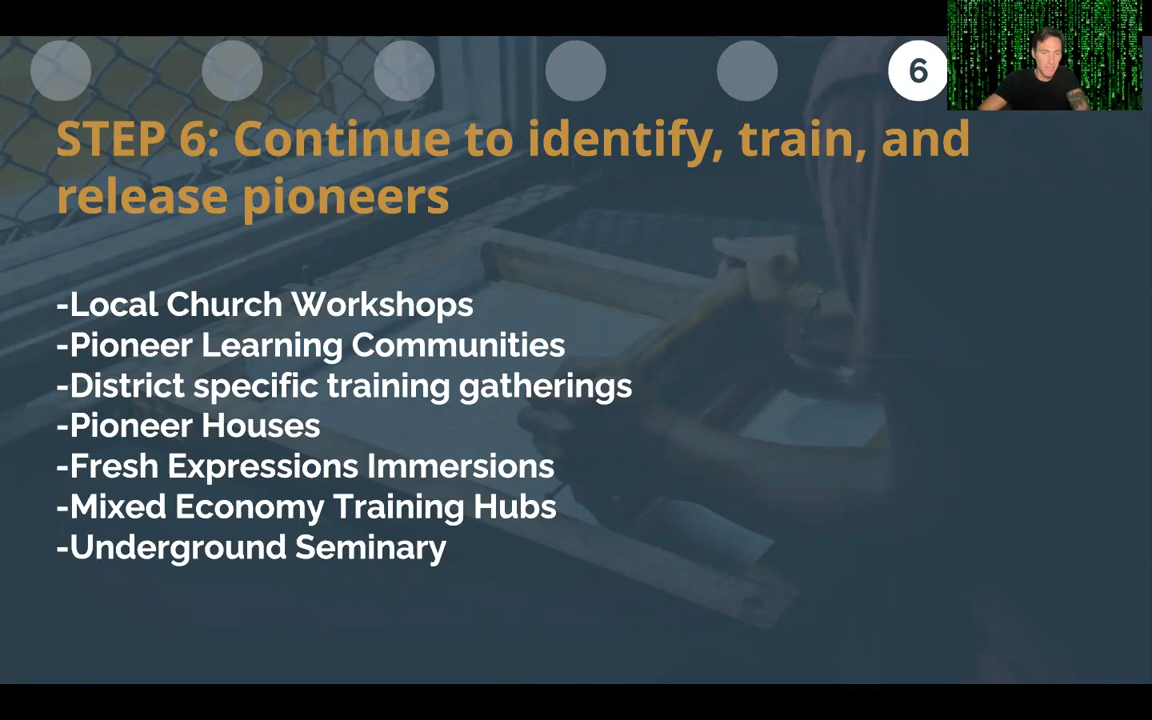 6
STEP 6: Continue to identify, train, and
release pioneers
-Local Church Workshops
-Pioneer Learning Communities
-District specific training gatherings
-Pioneer Houses
-Fresh Expressions Immersions
-Mixed Economy Training Hubs
-Underground Seminary